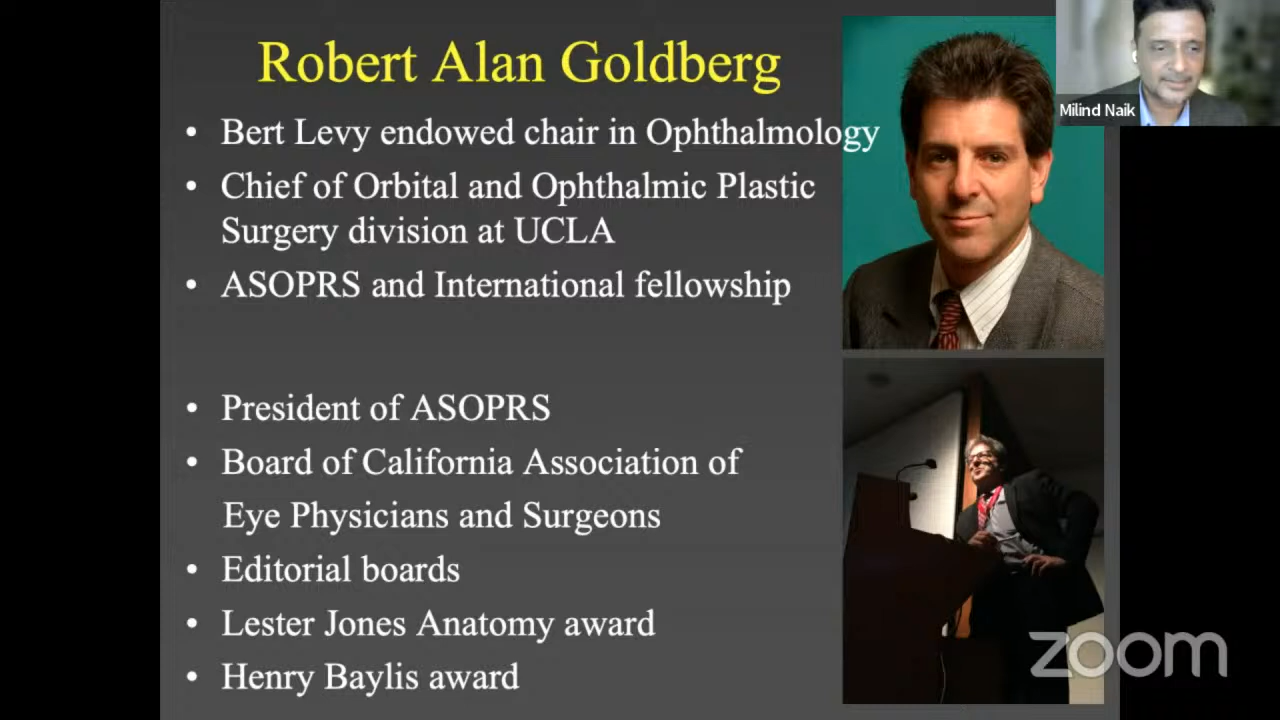 Robert Alan Goldberg
• Bert Levy endowed chair in Ophthalmology
• Chief of Orbital and Ophthalmic Plastic
Surgery division at UCLA
• ASOPRS and International fellowship
• President of ASOPRS
• Board of California Association of
Eye Physicians and Surgeons
• Editorial boards
• Lester Jones Anatomy award
• Henry Baylis award
Milind Naik
zoom